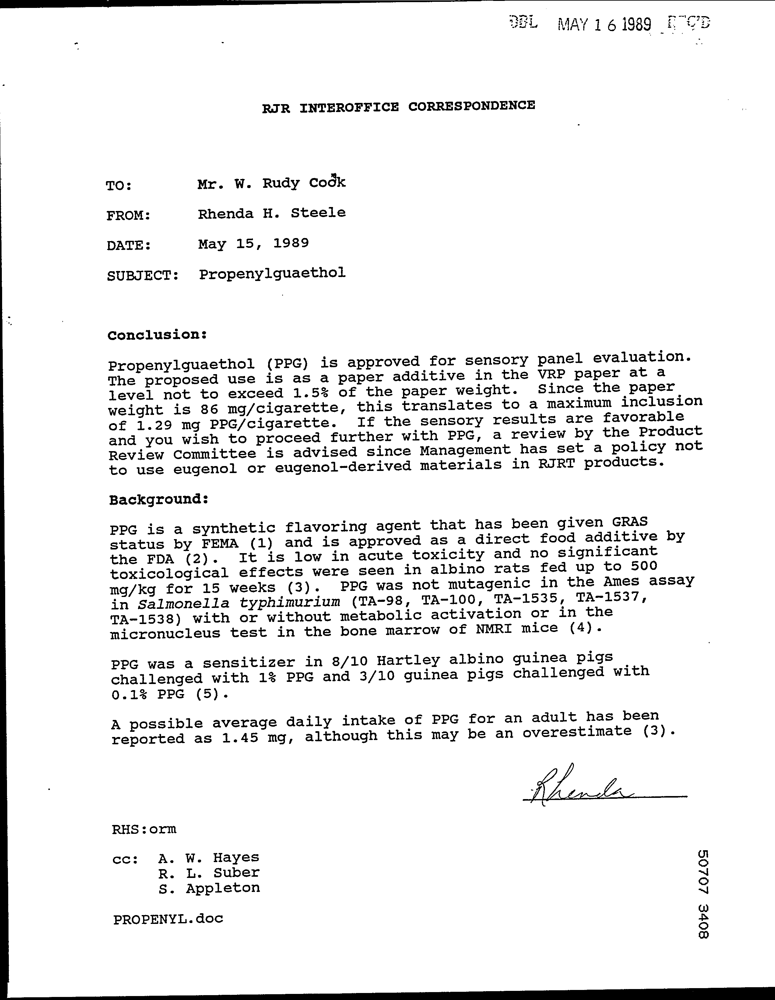 DBL MAY 16 1989 REC'D
RJR INTEROFFICE CORRESPONDENCE
TO: Mr. W. Rudy Cook
FROM: Rhenda H. Steele
DATE: May 15, 1989
SUBJECT: Propenylguaethol
Conclusion:
Propenylguaethol (PPG) is approved for sensory panel evaluation.
The proposed use is as a paper additive in the VRP paper at a
level not to exceed 1.5% of the paper weight. Since the paper
weight is 86 mg/cigarette, this translates to a maximum inclusion
of 1.29 mg PPG/cigarette. If the sensory results are favorable
and you wish to proceed further with PPG, a review by the Product
Review Committee is advised since Management has set a policy not
to use eugenol or eugenol-derived materials in RJRT products.
Background:
PPG is a synthetic flavoring agent that has been given GRAS
status by FEMA (1) and is approved as a direct food additive by
the FDA (2). It is low in acute toxicity and no significant
toxicological effects were seen in albino rats fed up to 500
mg/kg for 15 weeks (3). PPG was not mutagenic in the Ames assay
in Salmonella typhimurium (TA-98, TA-100, TA-1535, TA-1537,
TA-1538) with or without metabolic activation or in the
micronucleus test in the bone marrow of NMRI mice (4).
PPG was a sensitizer in 8/10 Hartley albino guinea pigs
challenged with 1% PPG and 3/10 guinea pigs challenged with
0.1% PPG (5).
A possible average daily intake of PPG for an adult has been
reported as 1.45 mg, although this may be an overestimate (3).
Rhenda
RHS:orm
cc: A. W. Hayes
R. L. Suber
S. Appleton
PROPENYL.doc
50707 3408